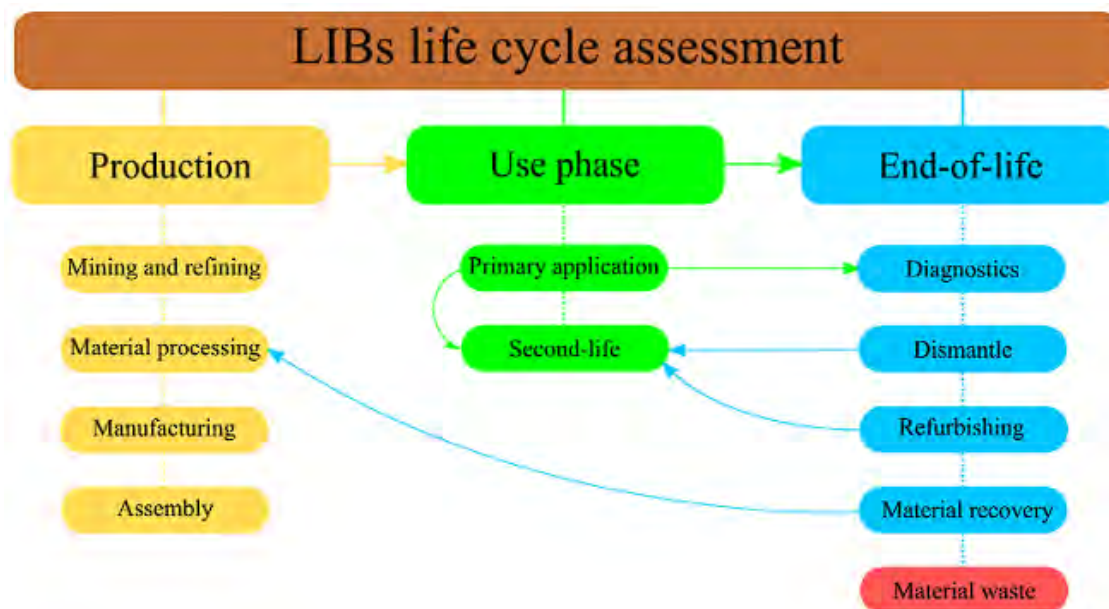 LIBs life cycle assessment
Production
Use phase
End-of-life
Mining and refining
Primary application
Diagnostics
Material processing
Second-life
Dismantle
Manufacturing
Refurbishing
Assembly
Material recovery
Material waste